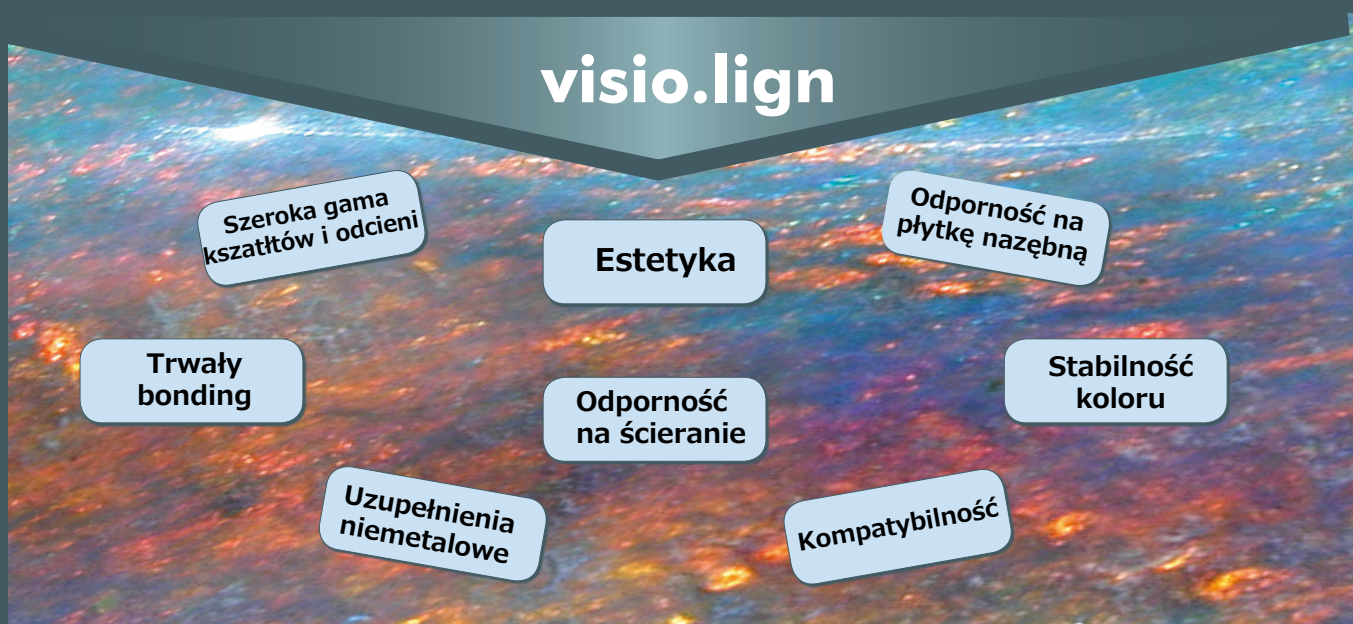 visio.lign
Szeroka gama
kszatłtów i odcieni
Estetyka
Odporność na
płytkę nazębną
Trwały
bonding
Odporność
na ścieranie
Stabilność
koloru
Uzupełnienia
niemetalowe
Kompatybilność